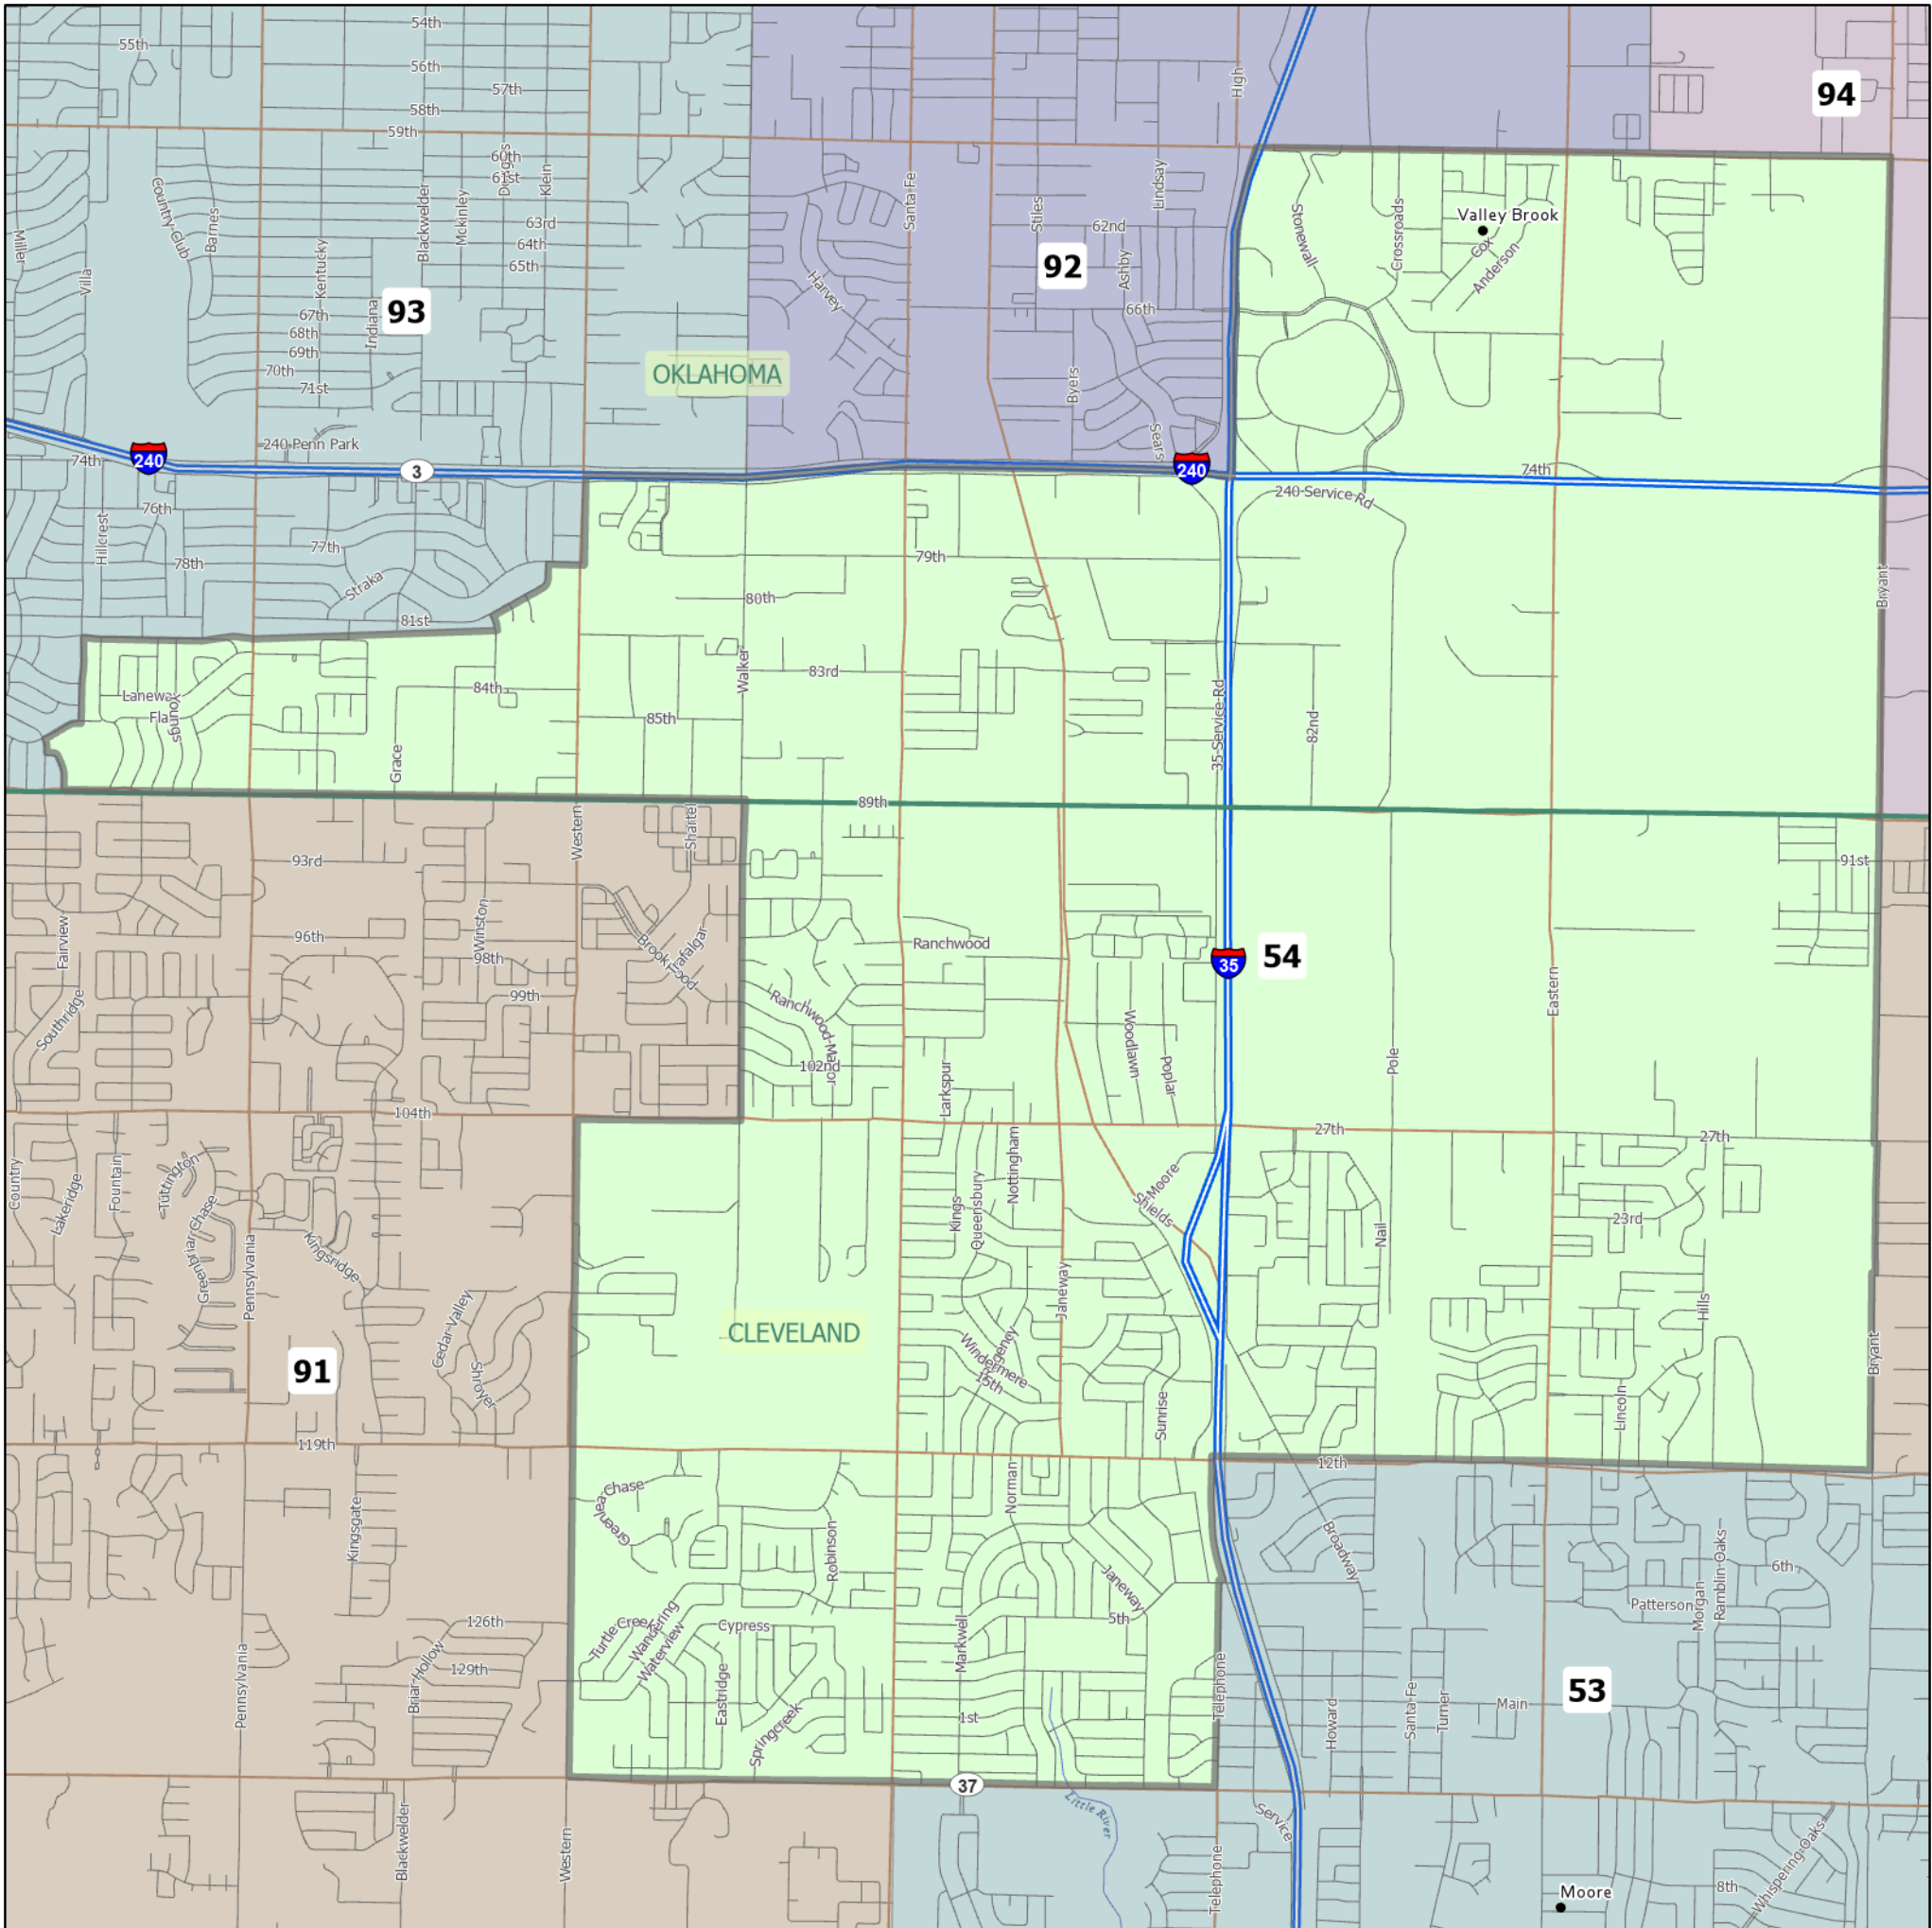 54th
55th
56th
57th
58th
59th
High
94
60th
61st
Klein
Mckinley
Blackwelder
Country Club
Barnes
Miller
Villa
Kentucky
63rd
64th
65th
67th
Indiana
93
68th
69th
70th
71st
Santa Fe
Harvey
Stiles
Lindsay
62nd
92
Ashby
66th
Byers
Sears
OKLAHOMA
Stonewall
Crossroads
Valley Brook
Cox
Anderson
240 Penn Park
74th
240
3
240
74th
240 Service Rd
76th
Hillcrest
77th
78th
Straka
81st
79th
80th
Bryant
Walker
83rd
84th
85th
Laneway
Young
Grace
35 Service Rd
82nd
89th
Western
Shartel
93rd
91st
Fairview
96th
Winston
98th
99th
Brookwood
Trafalgar
Southridge
Ranchwood
Ranchwood Manor
102nd
35
54
Eastern
Woodlawn
Poplar
Pole
Larkspur
104th
27th
27th
Country
Lakeridge
Fountain
Tuttington
Greenbriar Chase
Pennsylvania
Kingsridge
Nottingham
Kings
Queensbury
Moore
Shields
23rd
Nail
Janeway
Hills
Cedar Valley
Shroyer
CLEVELAND
Regency
Windermere
15th
Sunrise
Lincoln
Bryant
91
119th
12th
Greenlea Chase
Norman
Kingsgate
Robinson
Broadway
Janeway
6th
Ramblin Oaks
Morgan
Patterson
126th
129th
Briar Hollow
Pennsylvania
Turtle Creek
Wandering
Waterview
Cypress
Eastridge
Springcreek
Markwell
5th
1st
Telephone
53
Howard
Santa Fe
Turner
Main
37
Little River
Service
Blackwelder
Western
Telephone
Whispering Oaks
8th
Moore